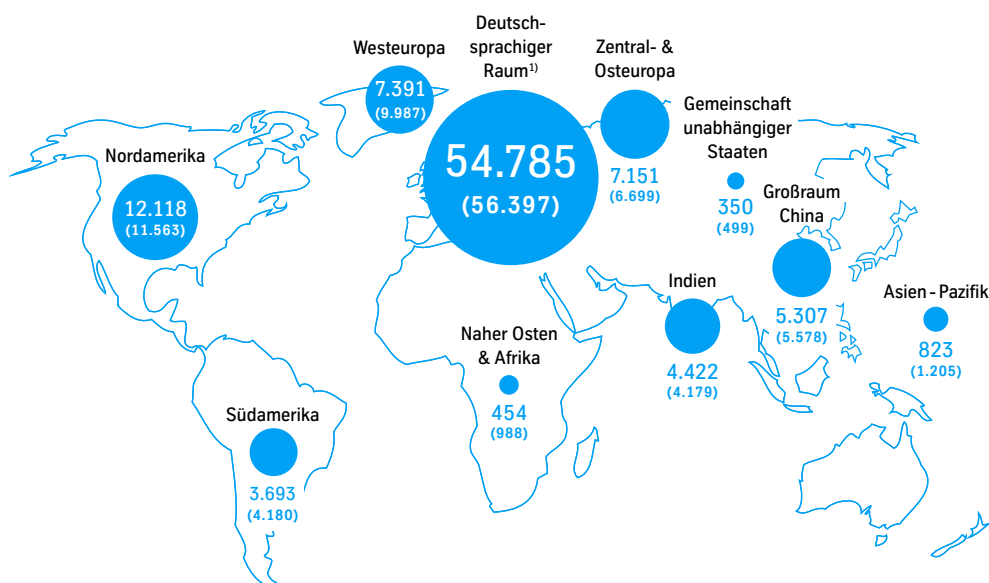 Westeuropa
7.391
(9.987)
Deutsch-
sprachiger
Raum¹⁾
54.785
(56.397)
Zentral- &
Osteuropa
7.151
(6.699)
Gemeinschaft
unabhängiger
Staaten
350
(499)
Nordamerika
12.118
(11.563)
Großraum
China
5.307
(5.578)
Indien
4.422
(4.179)
Asien - Pazifik
823
(1.205)
Naher Osten
& Afrika
454
(988)
Südamerika
3.693
(4.180)